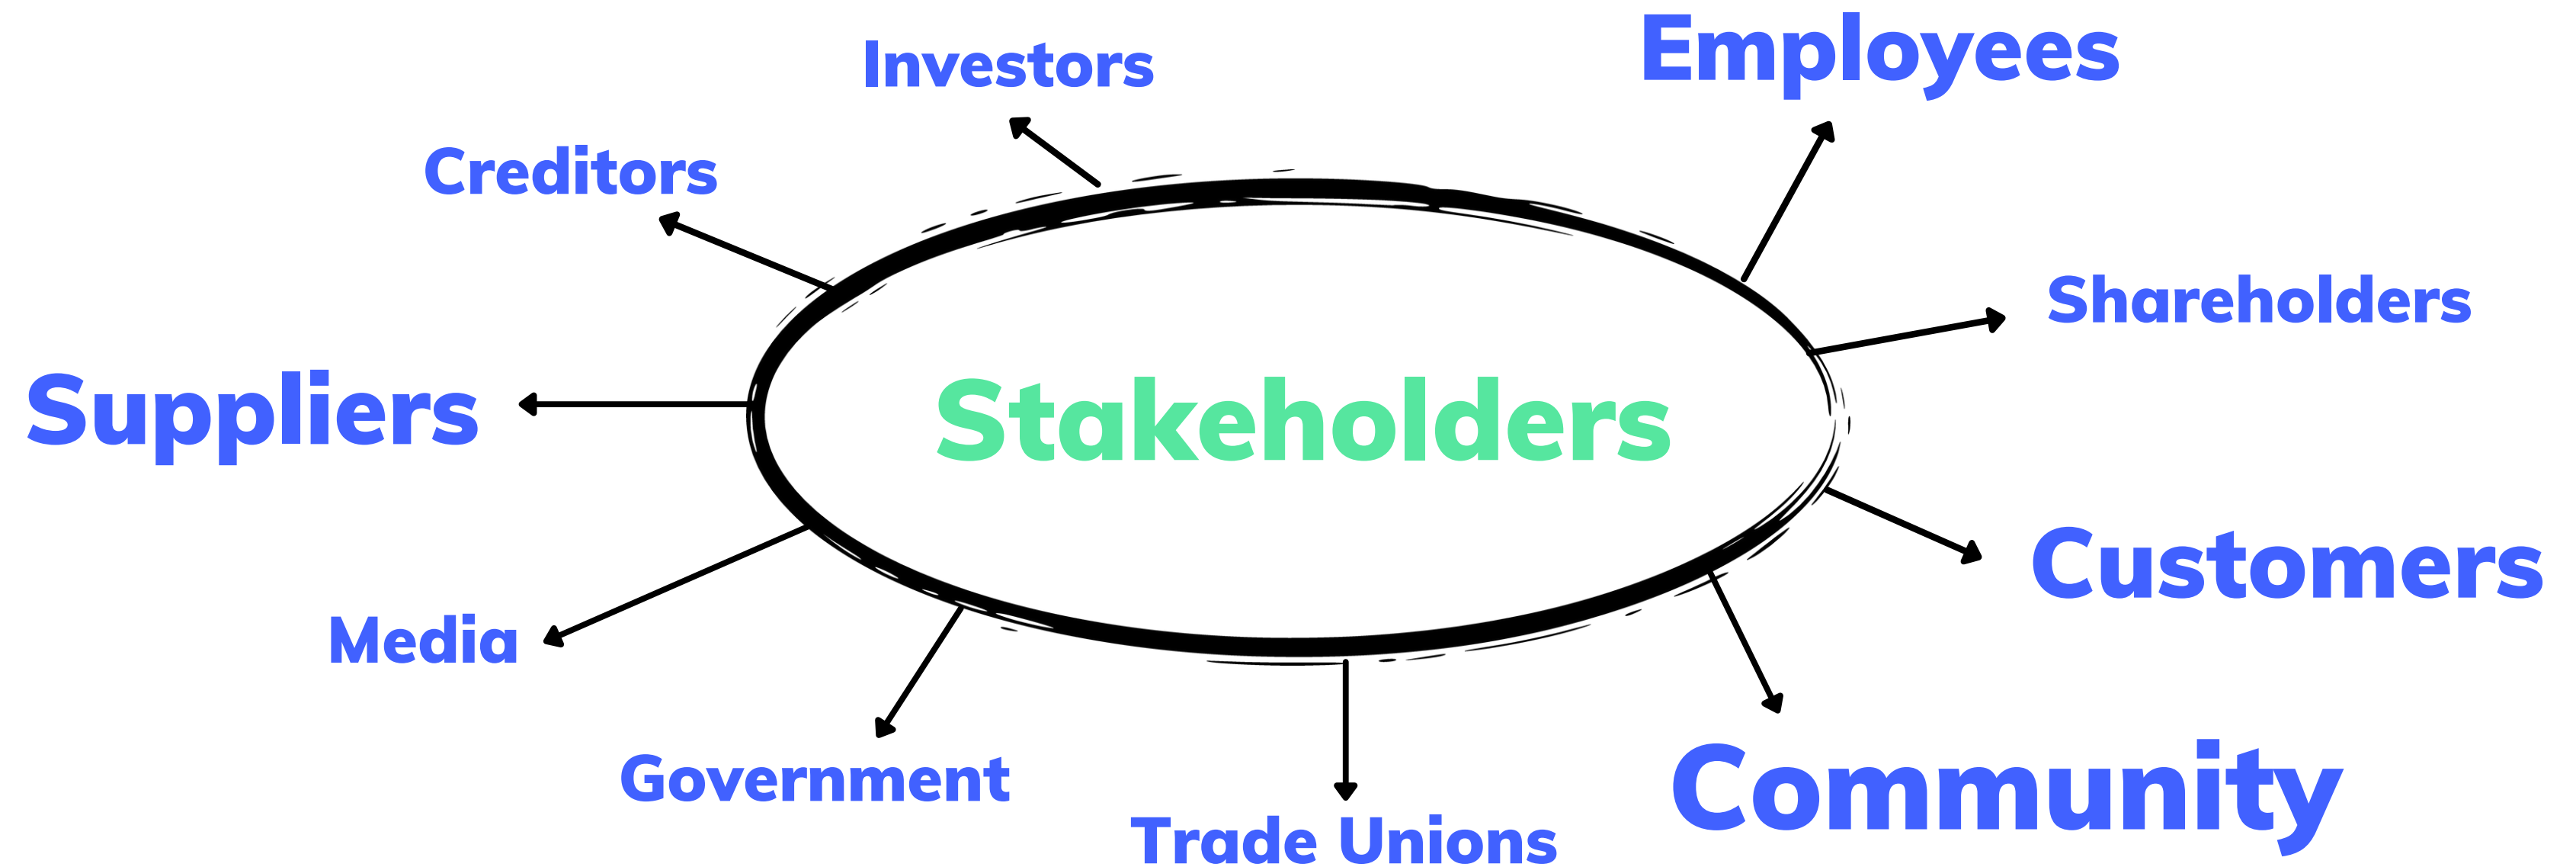 Employees
Investors
Creditors
Shareholders
Suppliers
Stakeholders
Customers
Media
Government
Community
Trade Unions